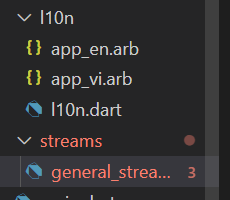 l10n
{} app_en.arb
{} app_vi.arb
l10n.dart
streams
general_strea... 3